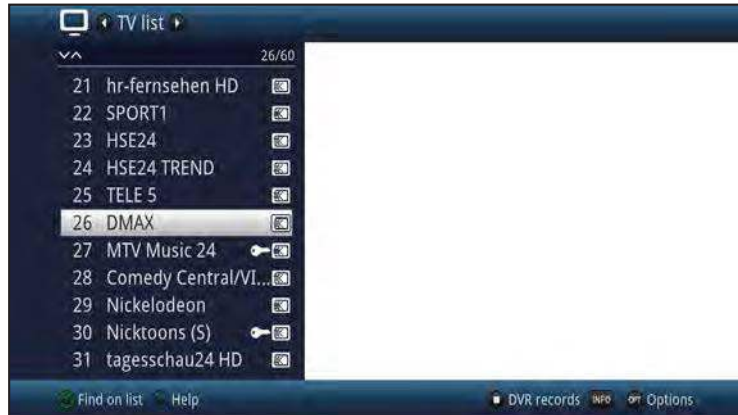 TV list
26/60
21 hr-fernsehen HD
22 SPORT1
23 HSE24
24 HSE24 TREND
25 TELE 5
26 DMAX
27 MTV Music 24
28 Comedy Central/VI...
29 Nickelodeon
30 Nicktoons (S)
31 tagesschau24 HD
Find on list Help DVR records INFO OPT Options